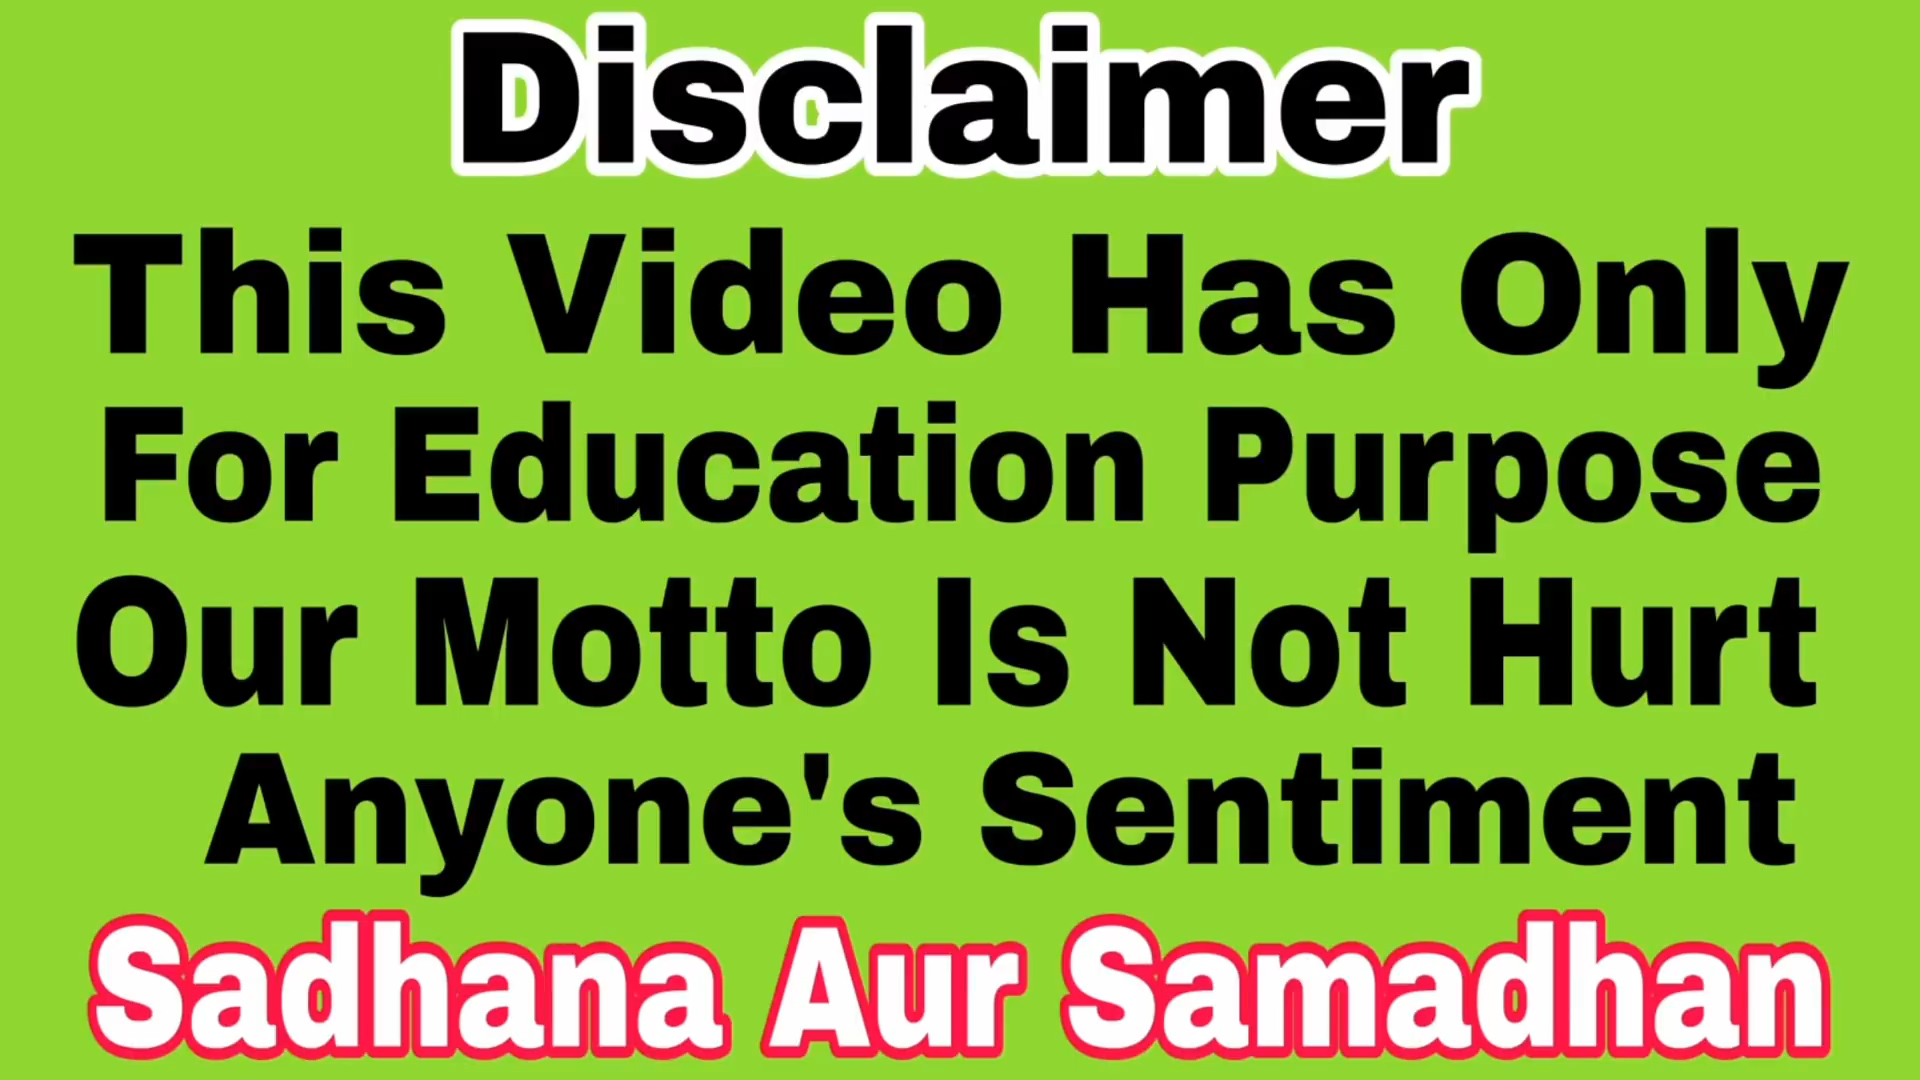 Disclaimer
This Video Has Only
For Education Purpose
Our Motto Is Not Hurt
Anyone's Sentiment
Sadhana Aur Samadhan